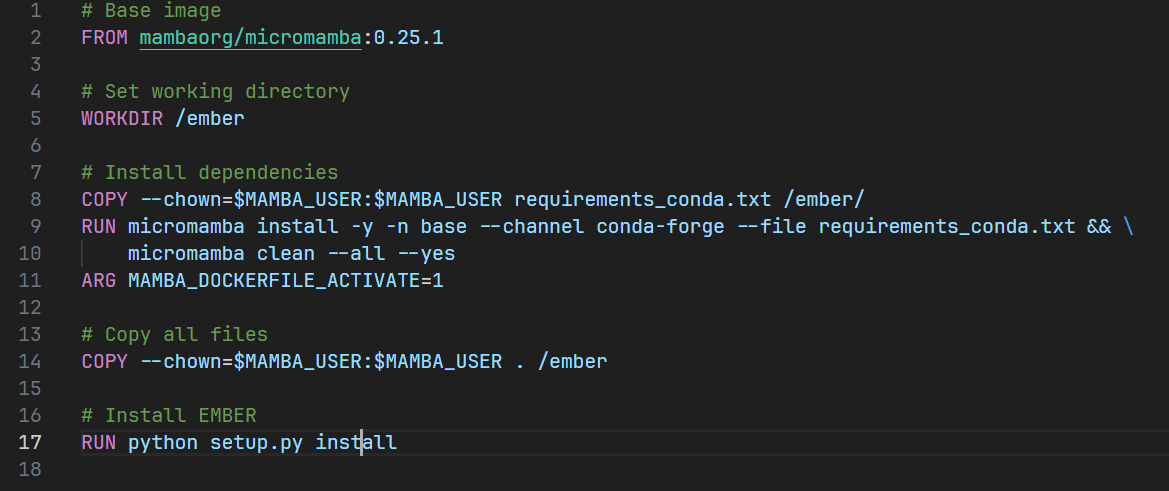 1 # Base image
2 FROM mambaorg/micromamba:0.25.1
3
4 # Set working directory
5 WORKDIR /ember
6
7 # Install dependencies
8 COPY --chown=$MAMBA_USER:$MAMBA_USER requirements_conda.txt /ember/
9 RUN micromamba install -y -n base --channel conda-forge --file requirements_conda.txt && \
10 micromamba clean --all --yes
11 ARG MAMBA_DOCKERFILE_ACTIVATE=1
12
13 # Copy all files
14 COPY --chown=$MAMBA_USER:$MAMBA_USER . /ember
15
16 # Install EMBER
17 RUN python setup.py install
18